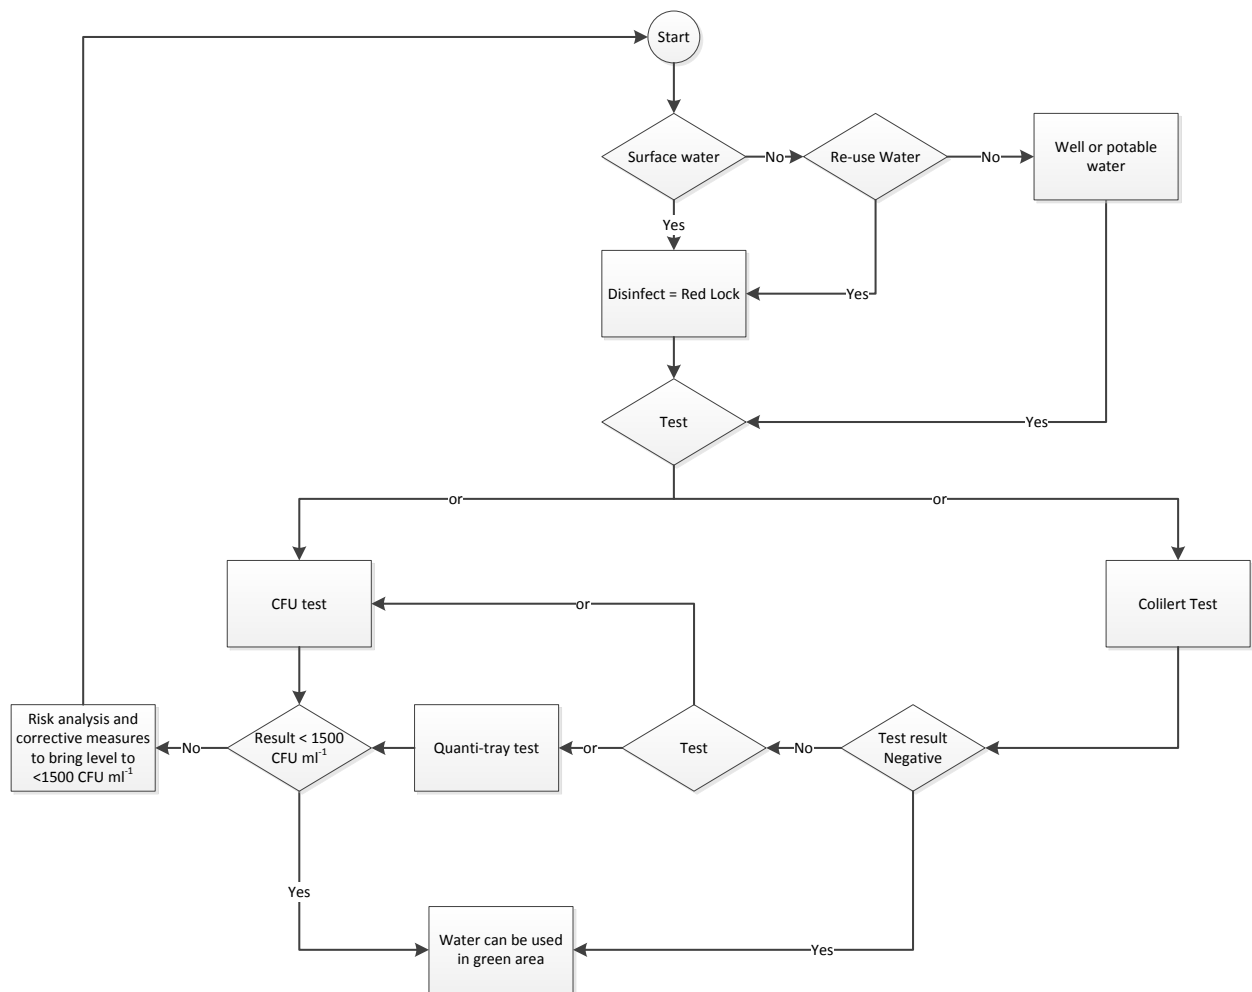 Start
Surface water
No
Re-use Water
No
Well or potable
water
Yes
Disinfect = Red Lock
Yes
Test
Yes
or
or
CFU test
or
Colilert Test
Risk analysis and
corrective measures
to bring level to
<1500 CFU ml⁻¹
No
Result < 1500
CFU ml⁻¹
Quanti-tray test
or
Test
No
Test result
Negative
Yes
Water can be used
in green area
Yes